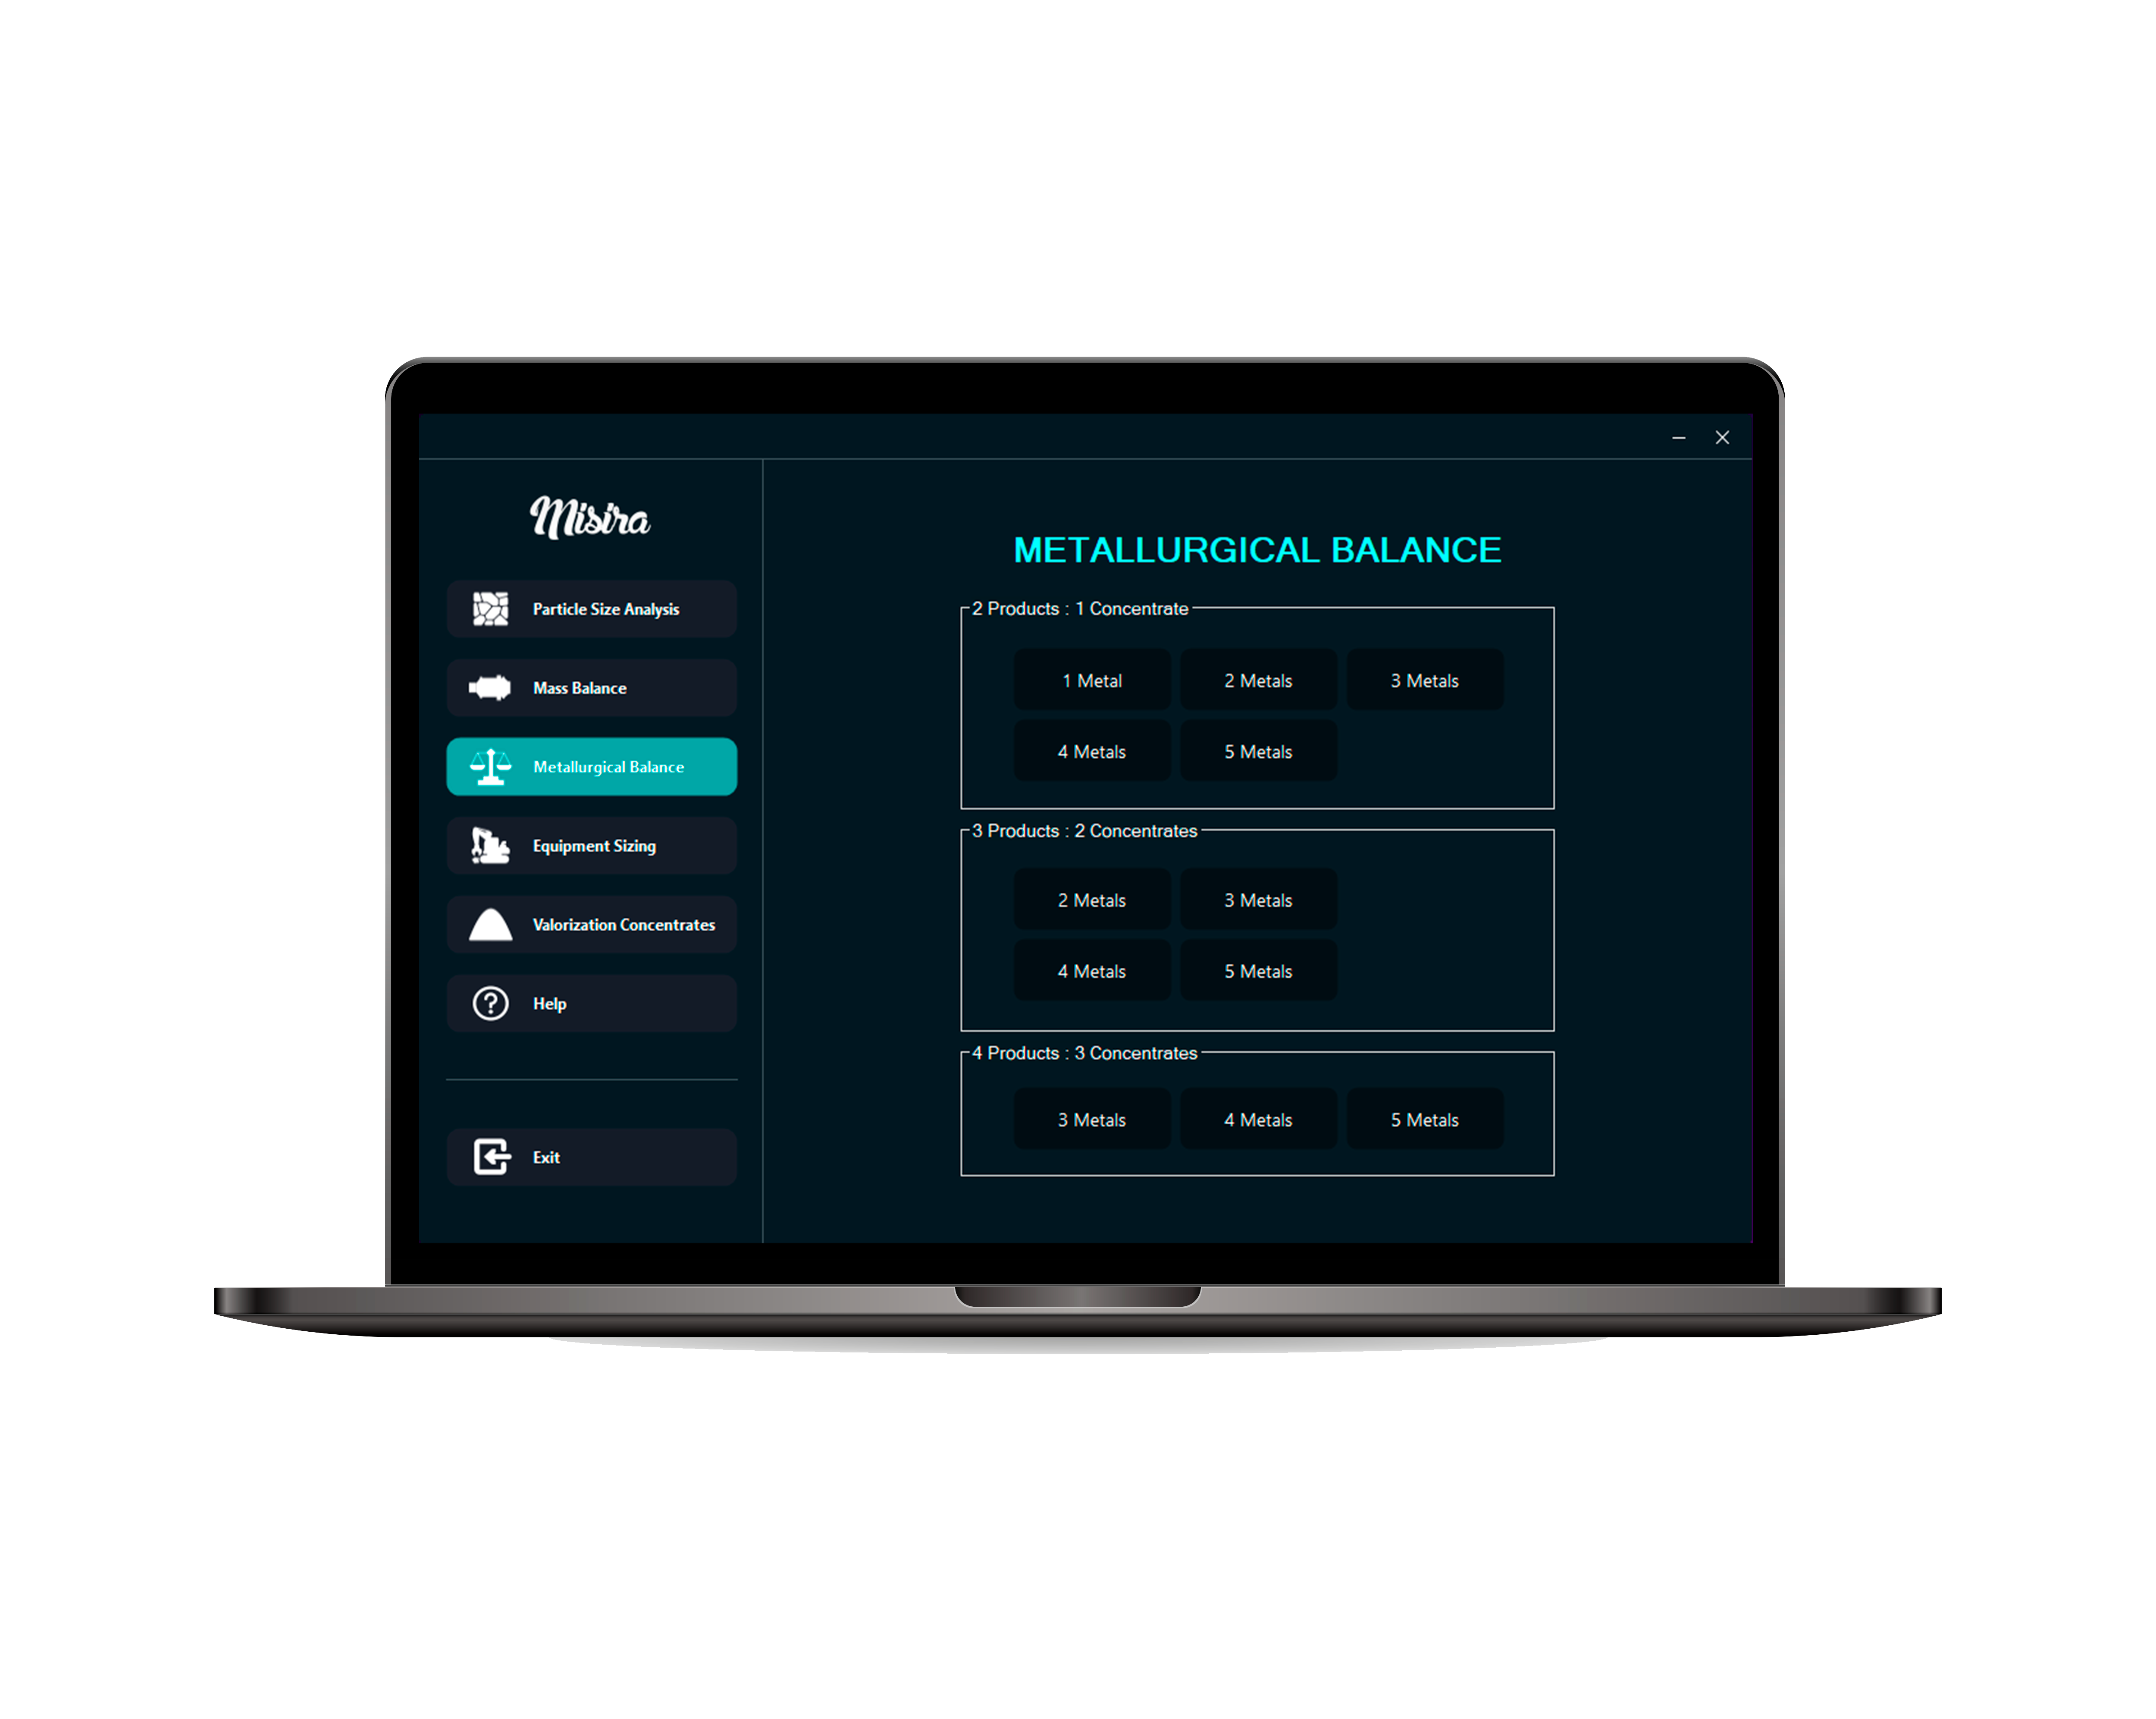 Misira
Particle Size Analysis
Mass Balance
Metallurgical Balance
Equipment Sizing
Valorization Concentrates
Help
Exit
METALLURGICAL BALANCE
2 Products : 1 Concentrate
1 Metal 2 Metals 3 Metals
4 Metals 5 Metals
3 Products : 2 Concentrates
2 Metals 3 Metals
4 Metals 5 Metals
4 Products : 3 Concentrates
3 Metals 4 Metals 5 Metals